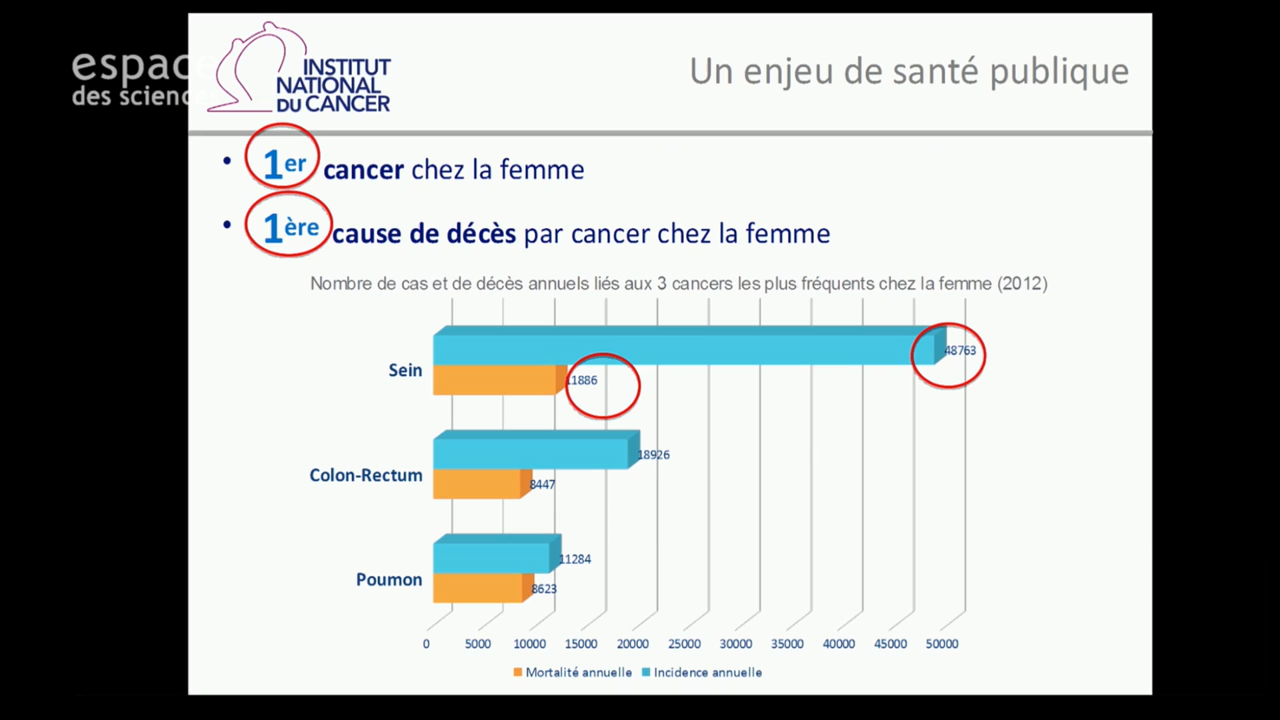 espace
des sciences
INSTITUT
NATIONAL
DU CANCER
Un enjeu de santé publique
• 1er cancer chez la femme
• 1ère cause de décès par cancer chez la femme
Nombre de cas et de décès annuels liés aux 3 cancers les plus fréquents chez la femme (2012)
48763
Sein
11886
18926
Colon-Rectum
8447
11284
Poumon
8623
0 5000 10000 15000 20000 25000 30000 35000 40000 45000 50000
Mortalité annuelle Incidence annuelle